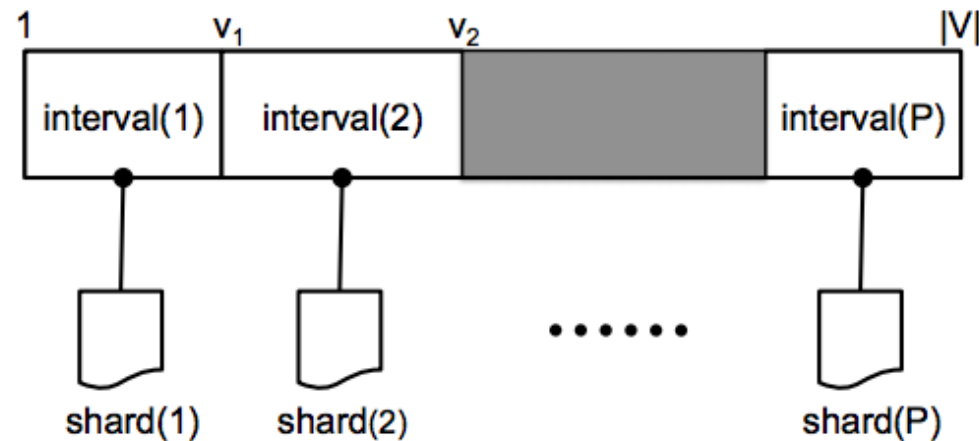 1 v₁ v₂ |V|
interval(1) interval(2) interval(P)
......
shard(1) shard(2) shard(P)